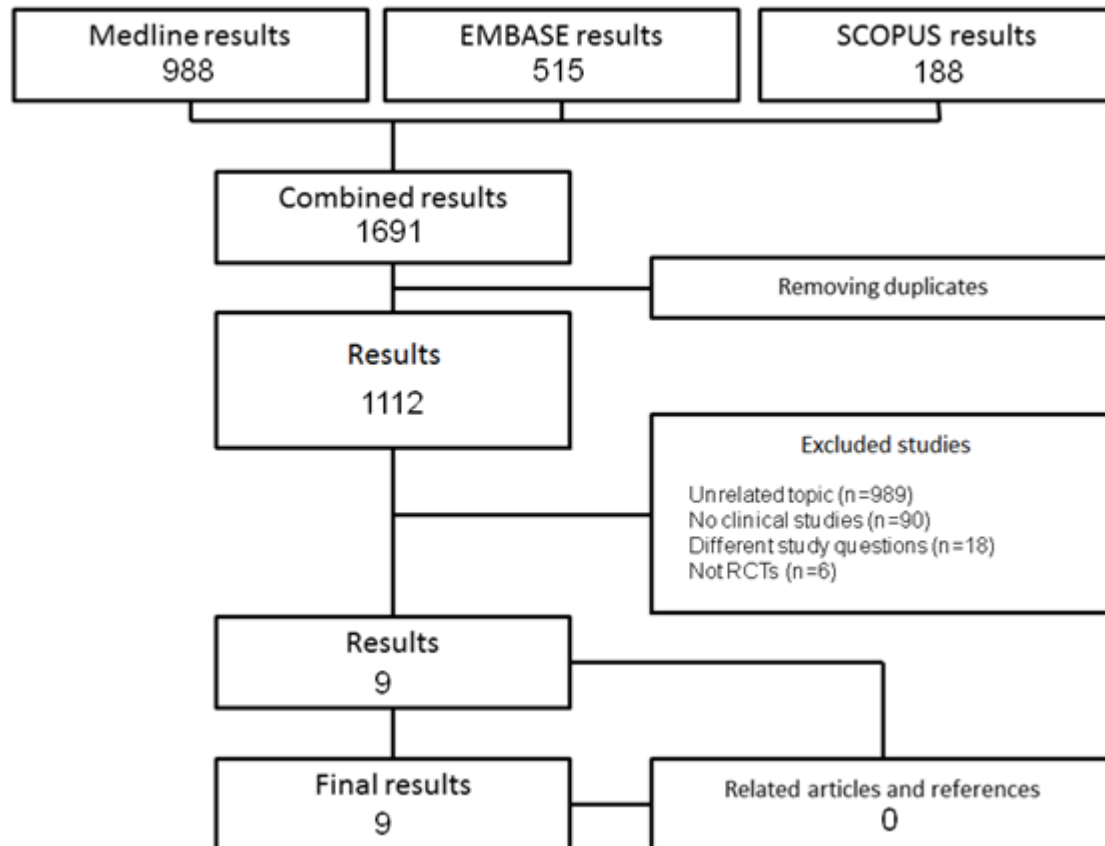 Medline results
988
EMBASE results
515
SCOPUS results
188
Combined results
1691
Removing duplicates
Results
1112
Excluded studies
Unrelated topic (n=989)
No clinical studies (n=90)
Different study questions (n=18)
Not RCTs (n=6)
Results
9
Final results
9
Related articles and references
0